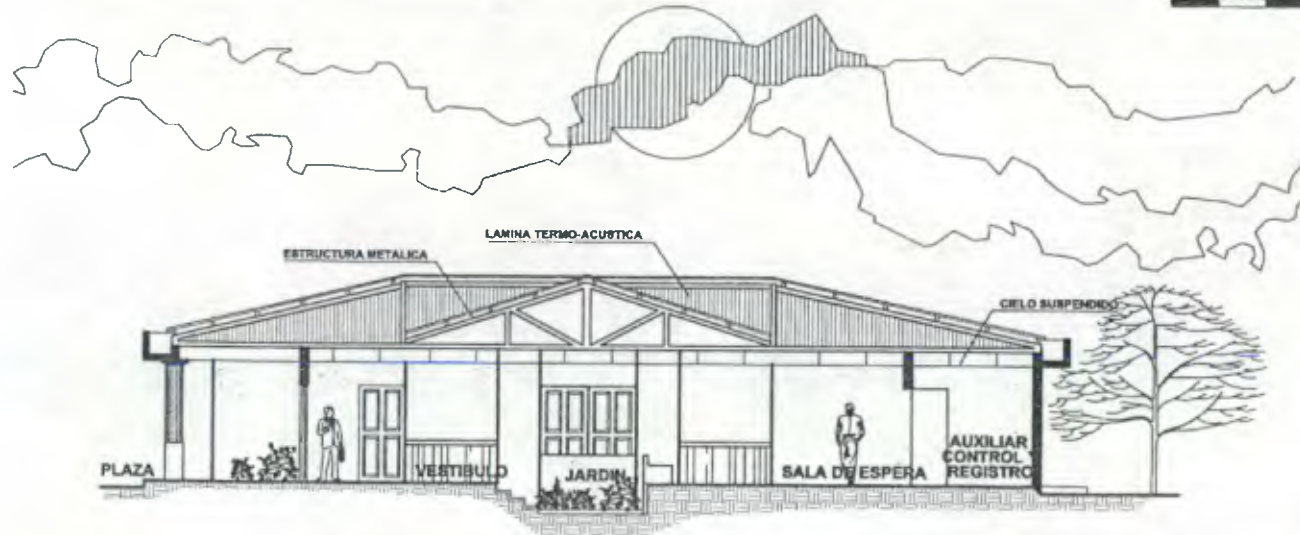 LAMINA TERMO-ACUSTICA
ESTRUCTURA METALICA
CIELO SUSPENDIDO
PLAZA
VESTIBULO
JARDIN
SALA DE ESPERA
AUXILIAR
CONTROL Y
REGISTRO